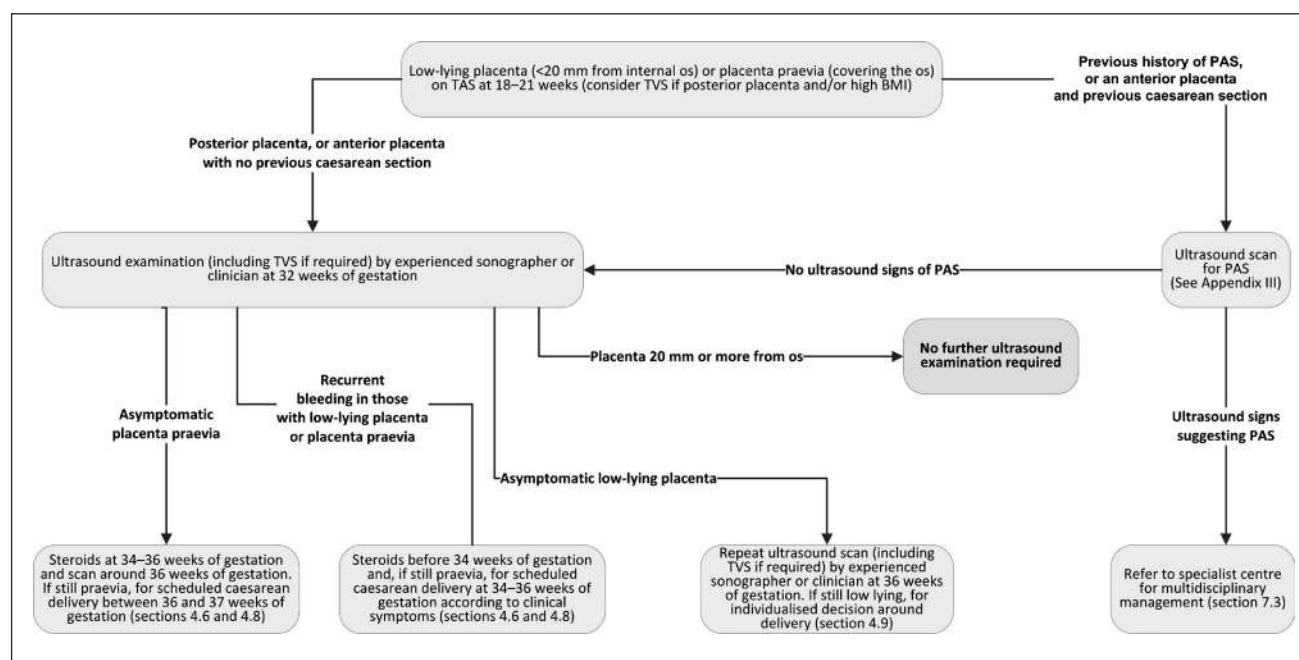 Low-lying placenta (<20 mm from internal os) or placenta praevia (covering the os)
on TAS at 18–21 weeks (consider TVS if posterior placenta and/or high BMI)
Previous history of PAS,
or an anterior placenta
and previous caesarean section
Posterior placenta, or anterior placenta
with no previous caesarean section
Ultrasound examination (including TVS if required) by experienced sonographer or
clinician at 32 weeks of gestation
No ultrasound signs of PAS
Ultrasound scan
for PAS
(See Appendix III)
Placenta 20 mm or more from os
No further ultrasound
examination required
Recurrent
bleeding in those
with low-lying placenta
or placenta praevia
Asymptomatic
placenta praevia
Ultrasound signs
suggesting PAS
Asymptomatic low-lying placenta
Steroids at 34–36 weeks of gestation
and scan around 36 weeks of gestation.
If still praevia, for scheduled caesarean
delivery between 36 and 37 weeks of
gestation (sections 4.6 and 4.8)
Steroids before 34 weeks of gestation
and, if still praevia, for scheduled
caesarean delivery at 34–36 weeks of
gestation according to clinical
symptoms (sections 4.6 and 4.8)
Repeat ultrasound scan (including
TVS if required) by experienced
sonographer or clinician at 36 weeks
of gestation. If still low lying, for
individualised decision around
delivery (section 4.9)
Refer to specialist centre
for multidisciplinary
management (section 7.3)